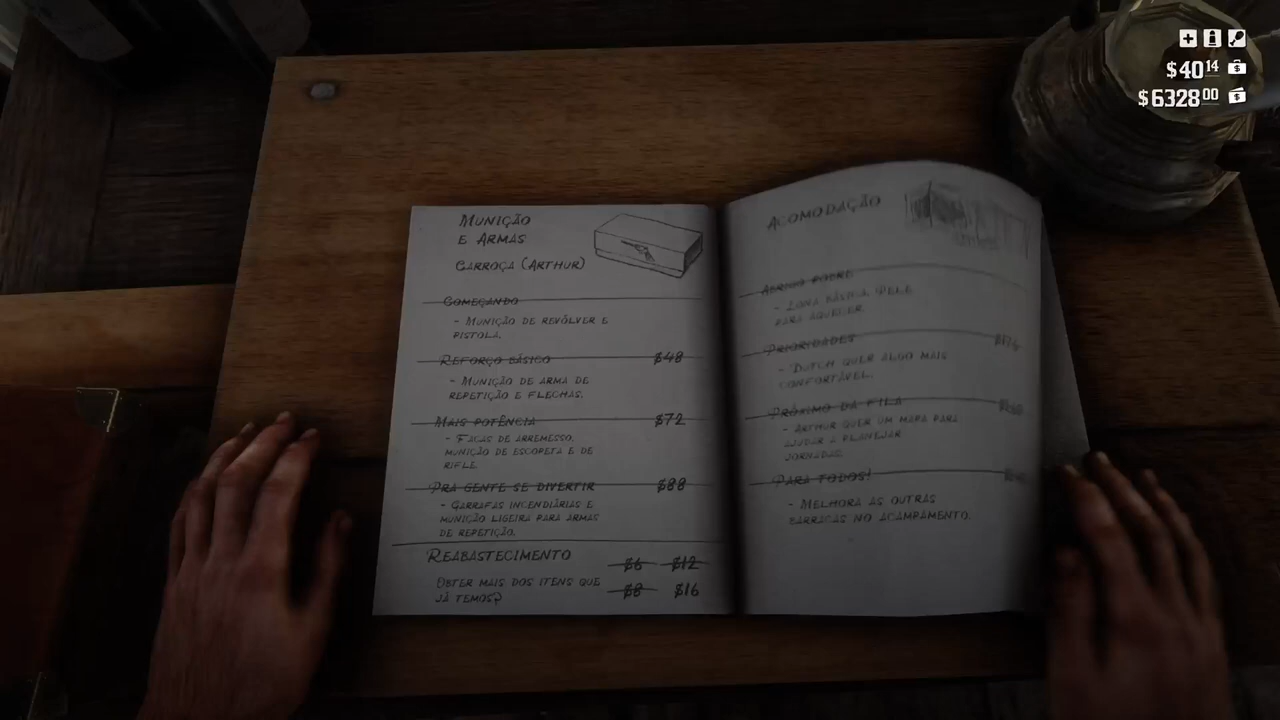 $40 14
$6328 00
MUNIÇÃO
E ARMAS
CARROÇA (ARTHUR)
COMEÇANDO
- MUNIÇÃO DE REVÓLVER E
PISTOLA.
REFORÇO BÁSICO $48
- MUNIÇÃO DE ARMA DE
REPETIÇÃO E FLECHAS.
MAIS POTÊNCIA $72
- FACAS DE ARREMESSO,
MUNIÇÃO DE ESCOPETA E DE
RIFLE.
PRA GENTE SE DIVERTIR $88
- GARRAFAS INCENDIÁRIAS E
MUNIÇÃO LIGEIRA PARA ARMAS
DE REPETIÇÃO.
REABASTECIMENTO $6 $12
OBTER MAIS DOS ITENS QUE $8 $16
JÁ TEMOS?
ACOMODAÇÃO
ABRIGO POBRE
- LONA BÁSICA. PELE
PARA AQUECER.
PRIORIDADES
- DUTCH QUER ALGO MAIS
CONFORTÁVEL.
PRÓXIMO DA FILA
- ARTHUR QUER UM MAPA PARA
AJUDAR A PLANEJAR
JORNADAS.
PARA TODOS!
- MELHORA AS OUTRAS
BARRACAS NO ACAMPAMENTO.